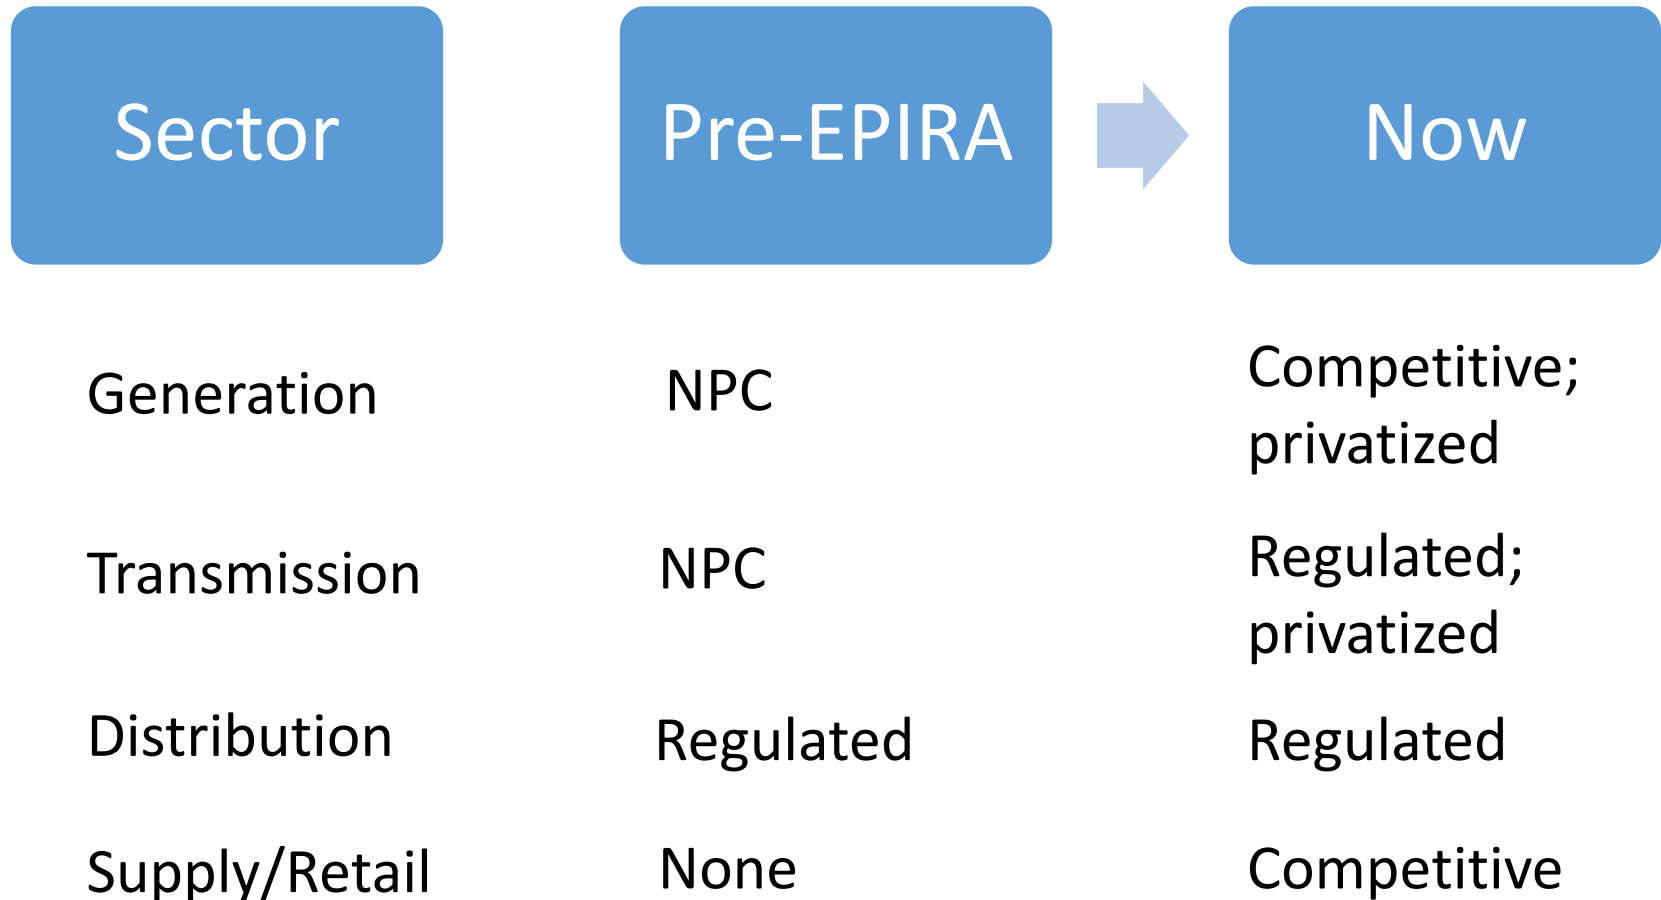 Sector Pre-EPIRA Now
Generation NPC Competitive;
privatized
Transmission NPC Regulated;
privatized
Distribution Regulated Regulated
Supply/Retail None Competitive